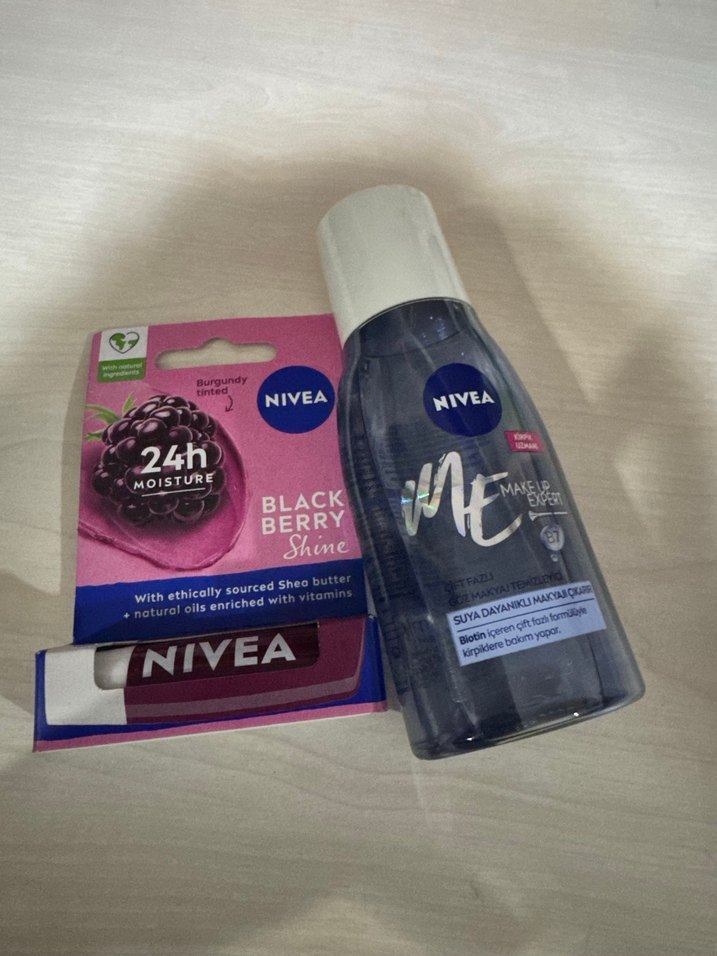 With natural
ingredients
Burgundy
tinted
NIVEA
24h
MOISTURE
BLACK
BERRY
Shine
With ethically sourced Shea butter
+ natural oils enriched with vitamins
NIVEA
NIVEA
KİRPİK
UZMANI
ME
MAKE UP
EXPERT
B7
ÇİFT FAZLI
GÖZ MAKYAJ TEMİZLEYİCİ
SUYA DAYANIKLI MAKYAJI ÇIKARIR
Biotin içeren çift fazlı formülüyle
kirpiklere bakım yapar.